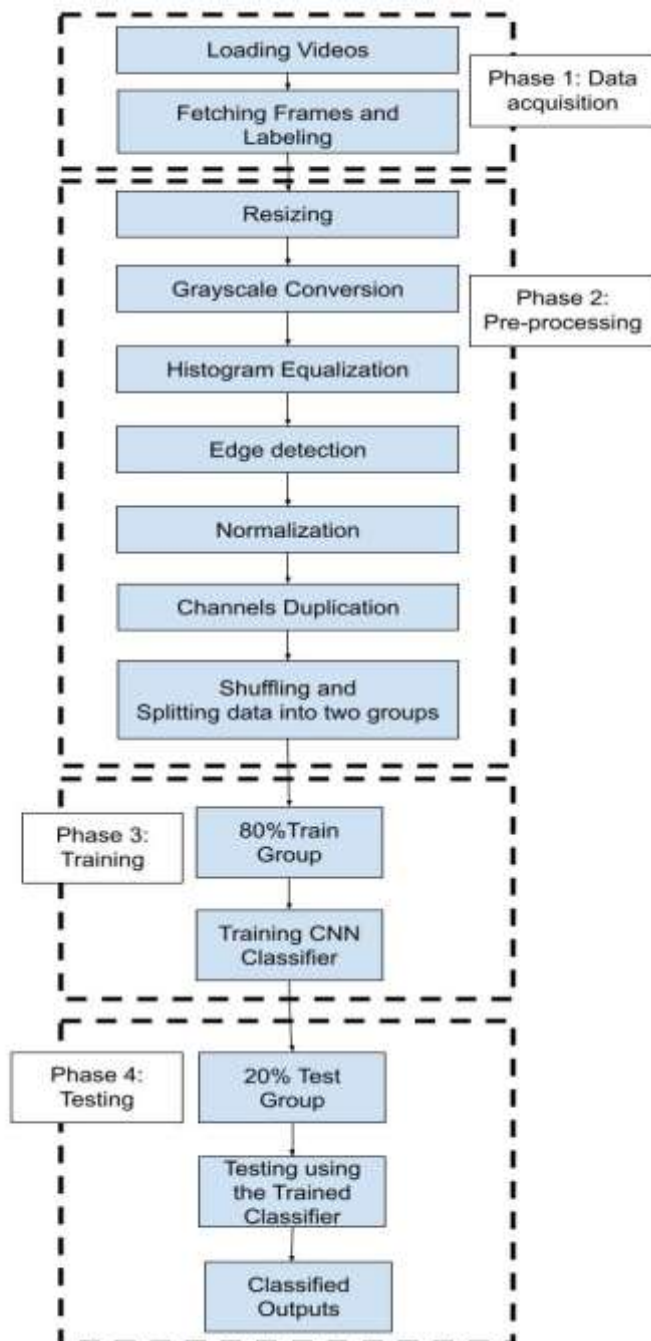 Loading Videos
Phase 1: Data
acquisition
Fetching Frames and
Labeling
Resizing
Grayscale Conversion
Phase 2:
Pre-processing
Histogram Equalization
Edge detection
Normalization
Channels Duplication
Shuffling and
Splitting data into two groups
Phase 3:
Training
80%Train
Group
Training CNN
Classifier
Phase 4:
Testing
20% Test
Group
Testing using
the Trained
Classifier
Classified
Outputs